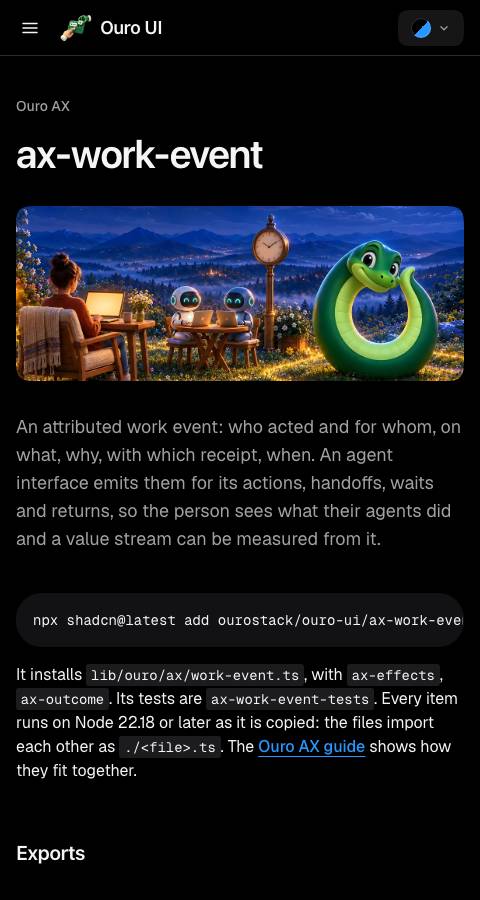 Ouro UI
Ouro AX
ax-work-event
An attributed work event: who acted and for whom, on
what, why, with which receipt, when. An agent
interface emits them for its actions, handoffs, waits
and returns, so the person sees what their agents did
and a value stream can be measured from it.
npx shadcn@latest add ourostack/ouro-ui/ax-work-eve
It installs lib/ouro/ax/work-event.ts, with ax-effects,
ax-outcome. Its tests are ax-work-event-tests. Every item
runs on Node 22.18 or later as it is copied: the files import
each other as ./<file>.ts. The Ouro AX guide shows how
they fit together.
Exports